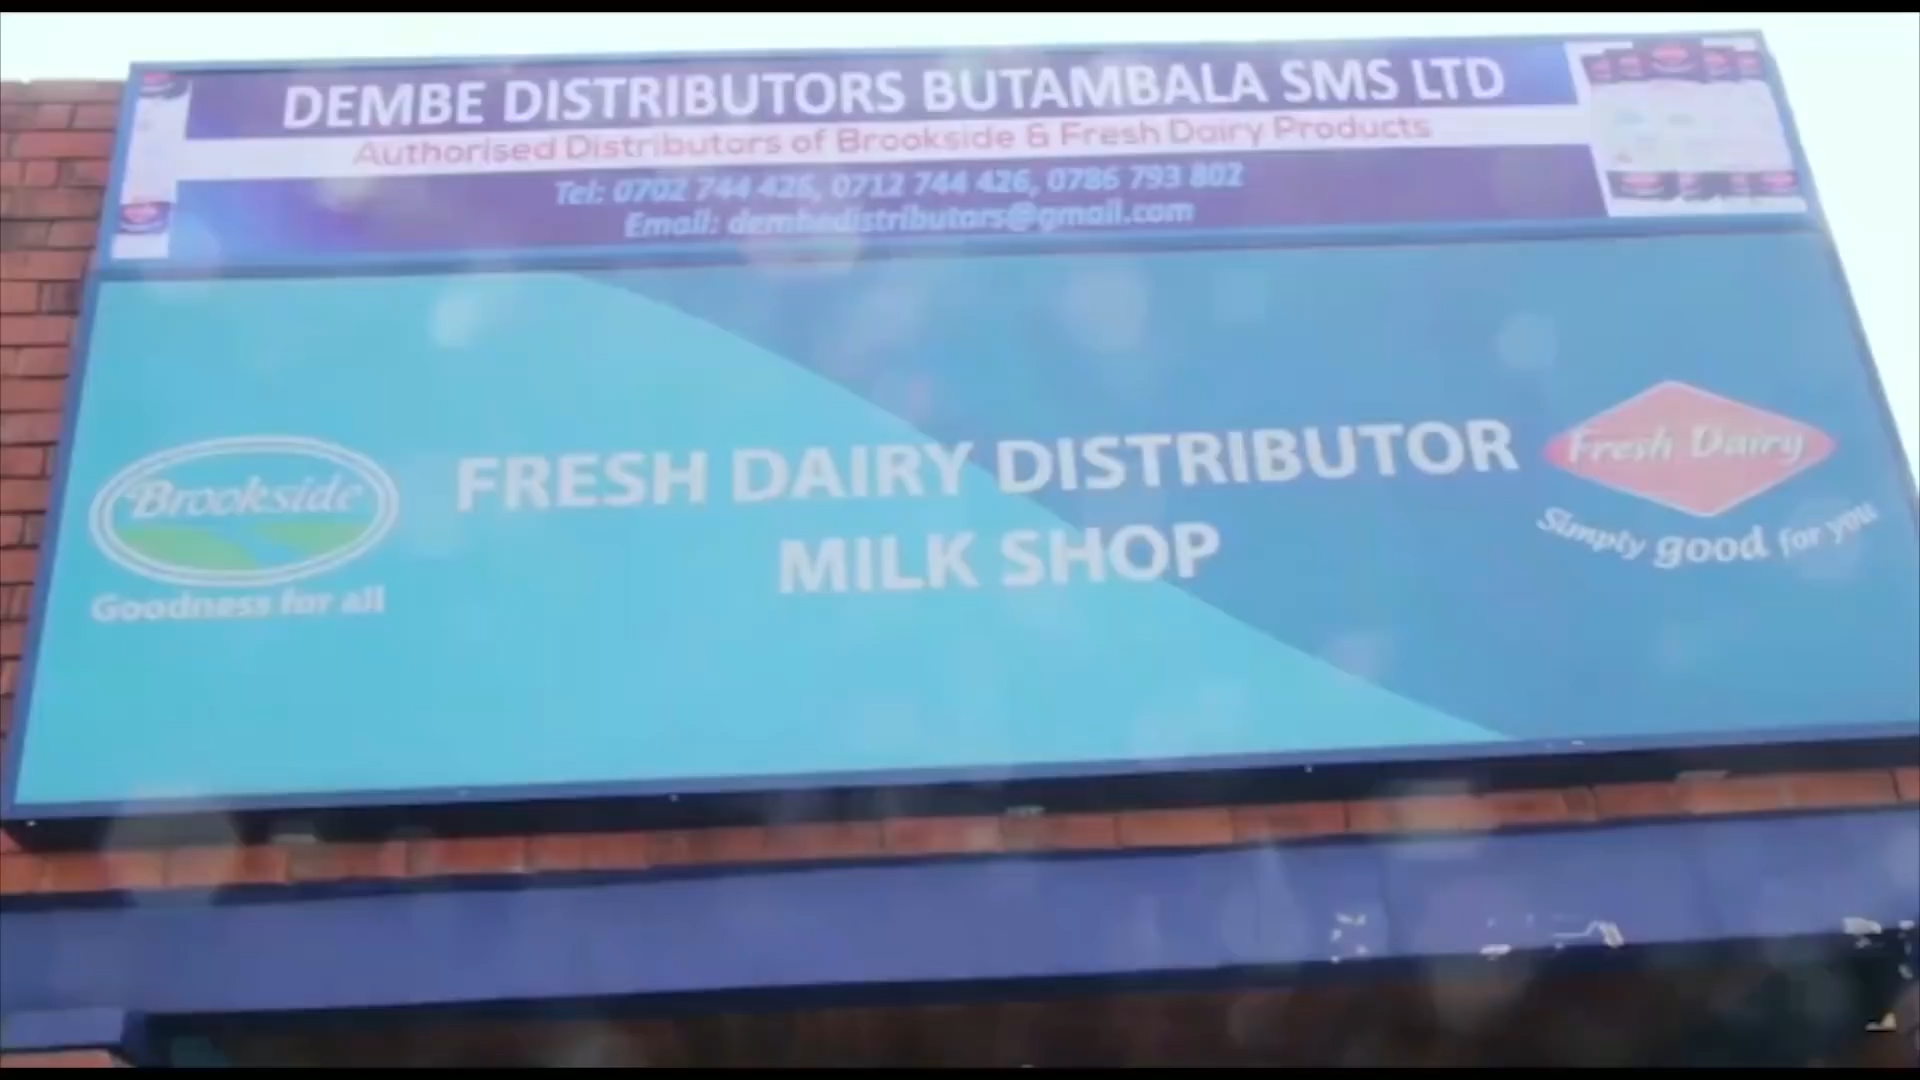 DEMBE DISTRIBUTORS BUTAMBALA SMS LTD
Authorised Distributors of Brookside & Fresh Dairy Products
Tel: 0702 744 426, 0712 744 426, 0786 793 802
Email: dembedistributors@gmail.com
Brookside
Goodness for all
FRESH DAIRY DISTRIBUTOR
MILK SHOP
Fresh Dairy
Simply good for you